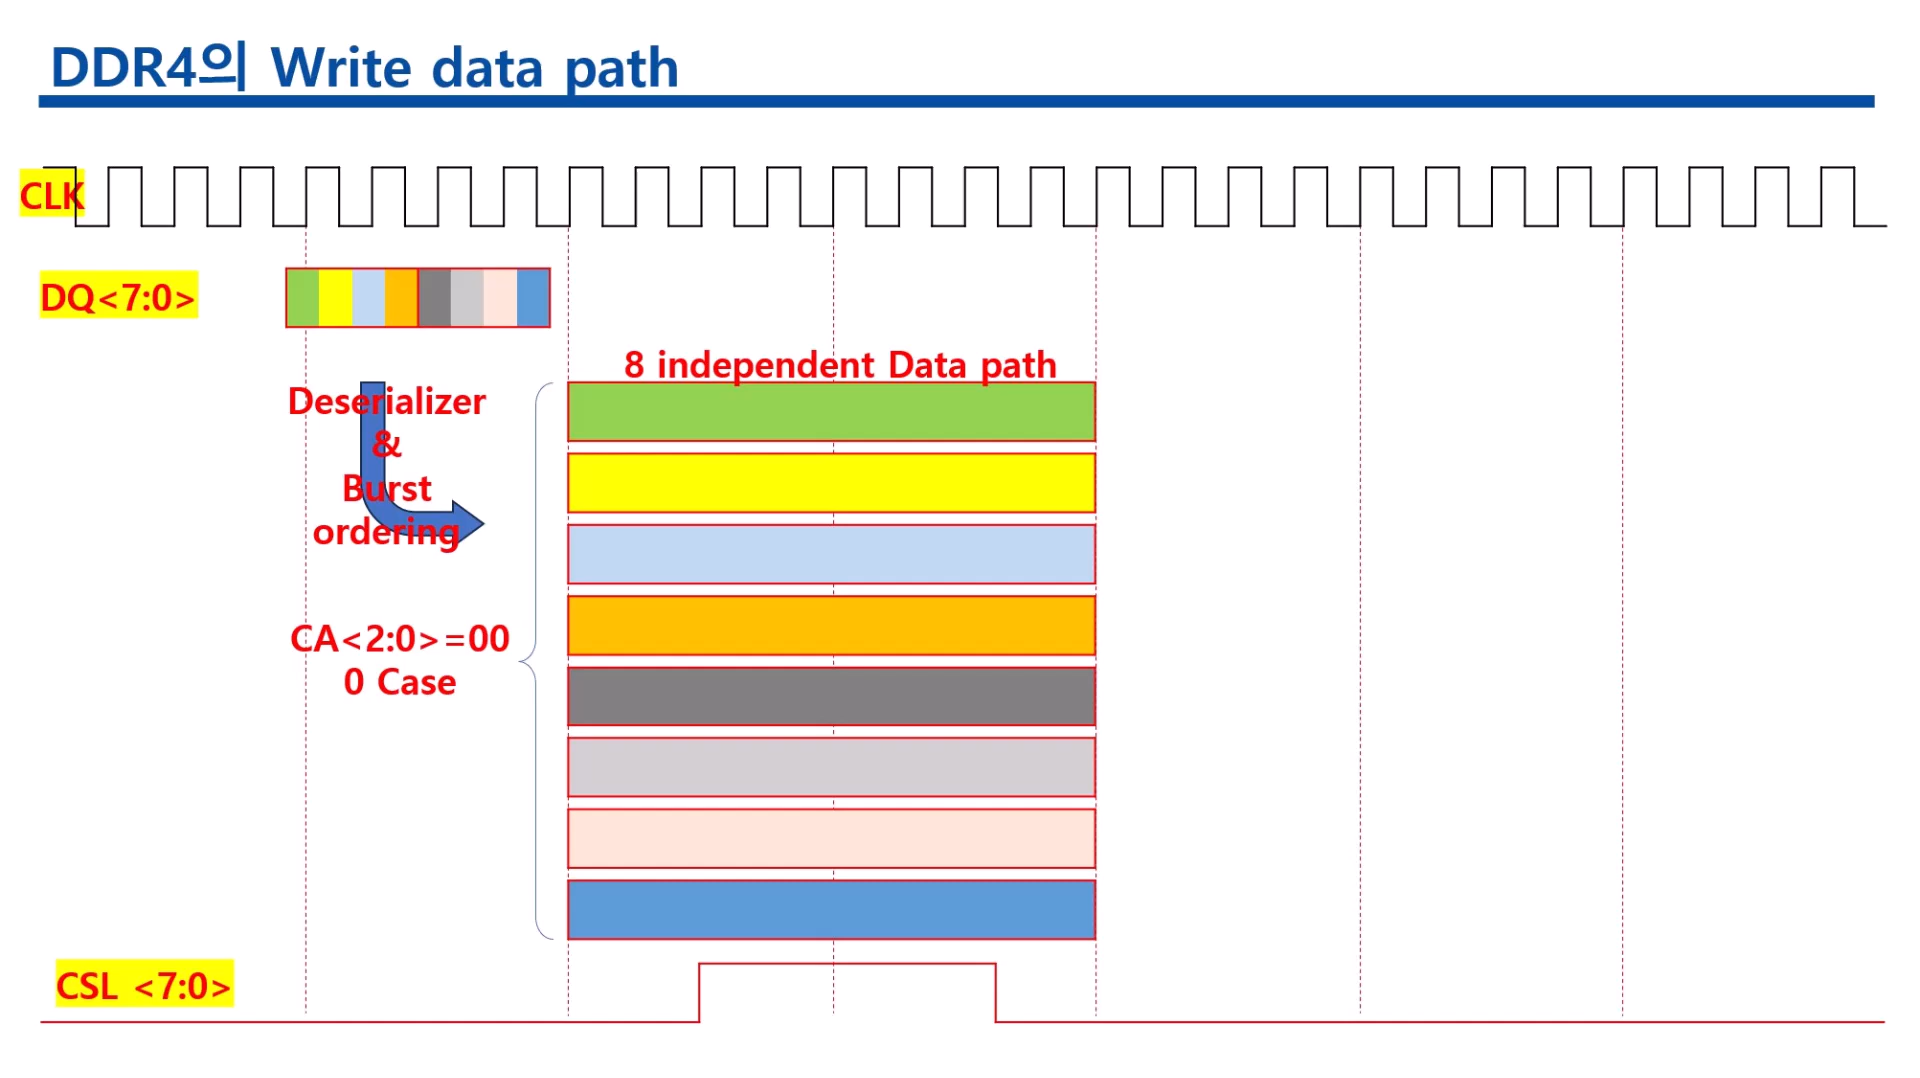 DDR4의 Write data path
CLK
DQ<7:0>
8 independent Data path
Deserializer
&
Burst
ordering
CA<2:0>=00
0 Case
CSL <7:0>